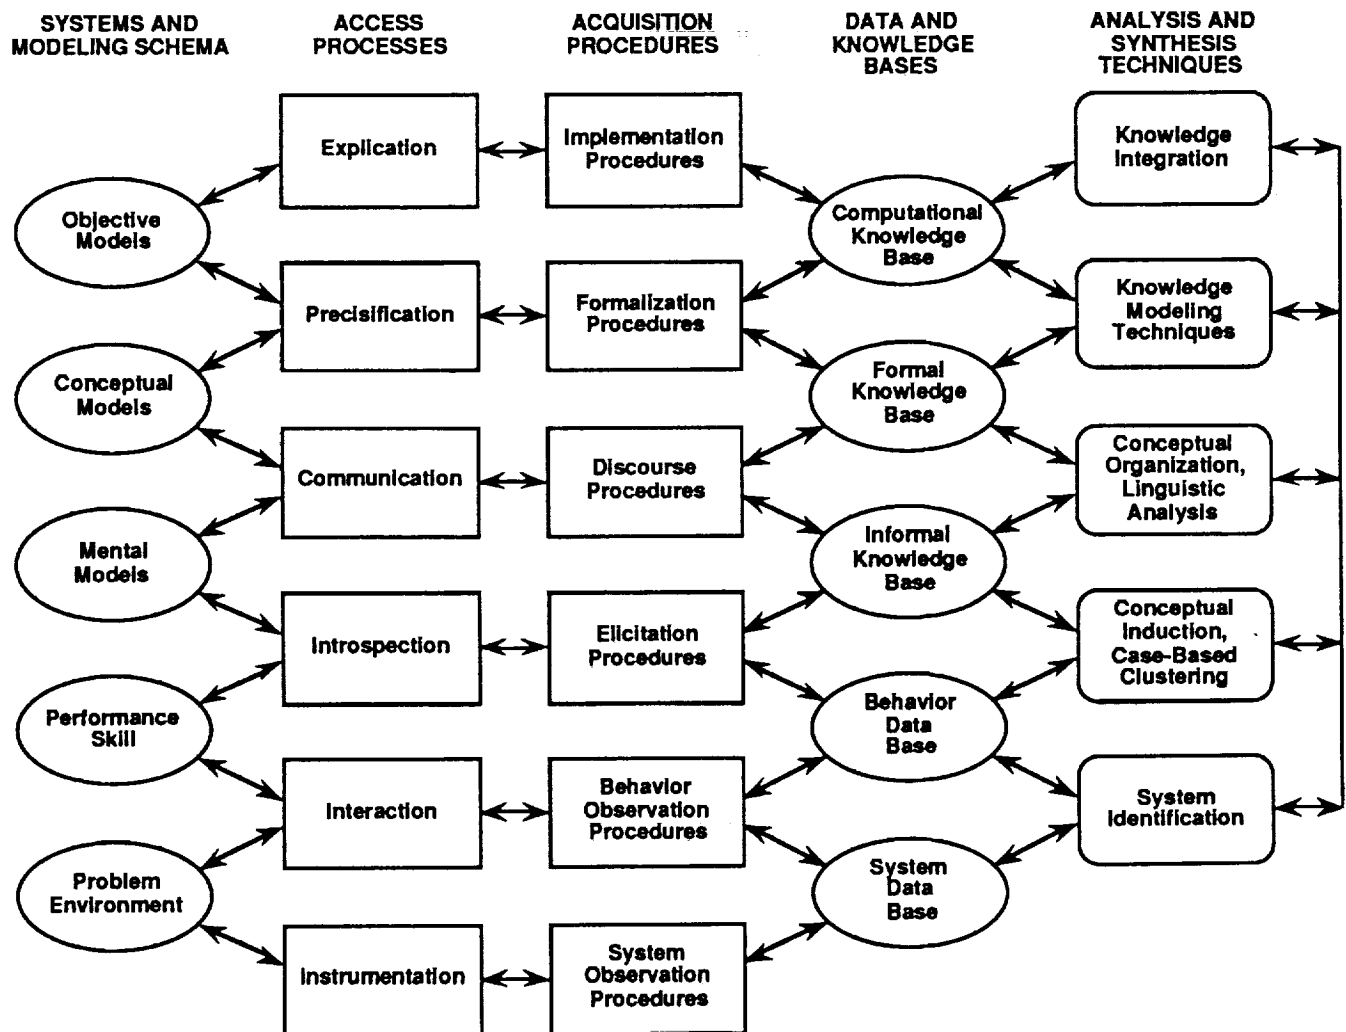 SYSTEMS AND
MODELING SCHEMA
ACCESS
PROCESSES
ACQUISITION
PROCEDURES
DATA AND
KNOWLEDGE
BASES
ANALYSIS AND
SYNTHESIS
TECHNIQUES
Explication
Implementation
Procedures
Knowledge
Integration
Objective
Models
Computational
Knowledge
Base
Precisification
Formalization
Procedures
Knowledge
Modeling
Techniques
Conceptual
Models
Formal
Knowledge
Base
Communication
Discourse
Procedures
Conceptual
Organization,
Linguistic
Analysis
Mental
Models
Informal
Knowledge
Base
Introspection
Elicitation
Procedures
Conceptual
Induction,
Case-Based
Clustering
Performance
Skill
Behavior
Data
Base
Interaction
Behavior
Observation
Procedures
System
Identification
Problem
Environment
System
Data
Base
Instrumentation
System
Observation
Procedures